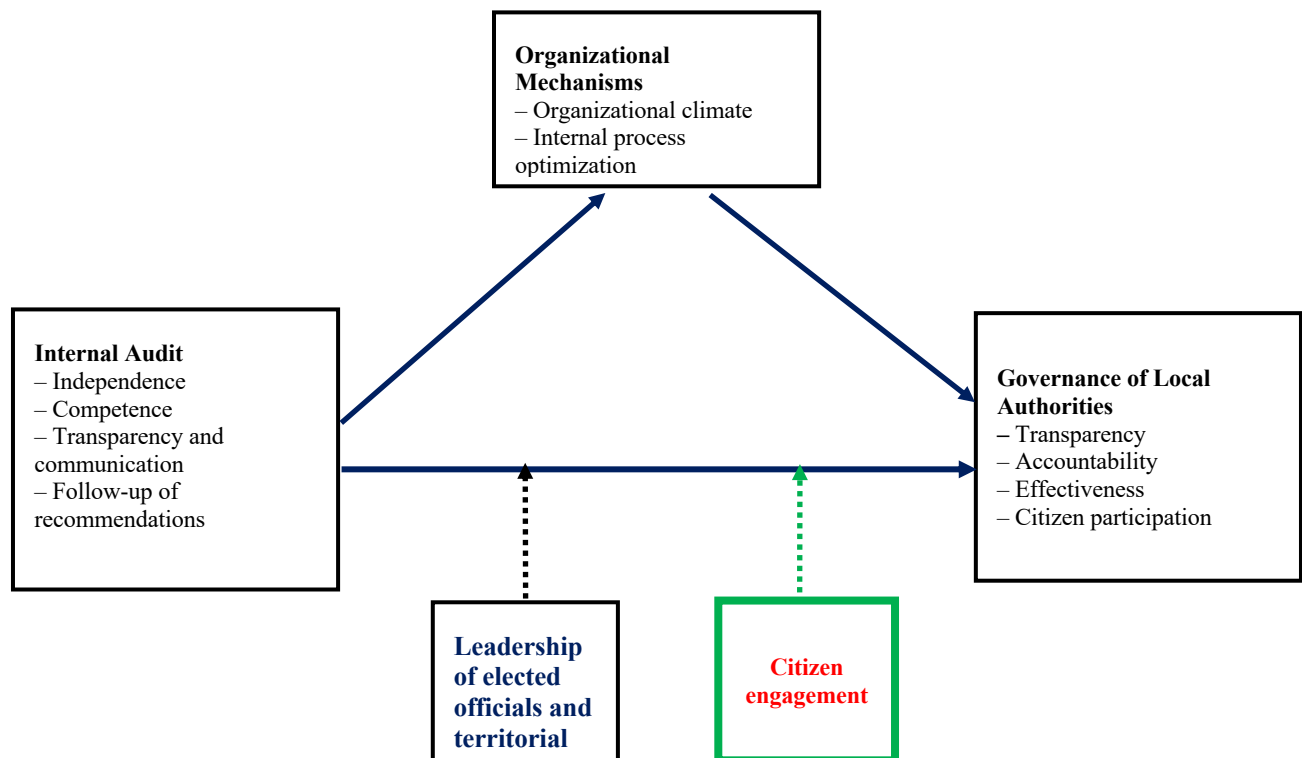 Organizational
Mechanisms
– Organizational climate
– Internal process
optimization
Internal Audit
– Independence
– Competence
– Transparency and
communication
– Follow-up of
recommendations
Governance of Local
Authorities
– Transparency
– Accountability
– Effectiveness
– Citizen participation
Leadership
of elected
officials and
territorial
Citizen
engagement